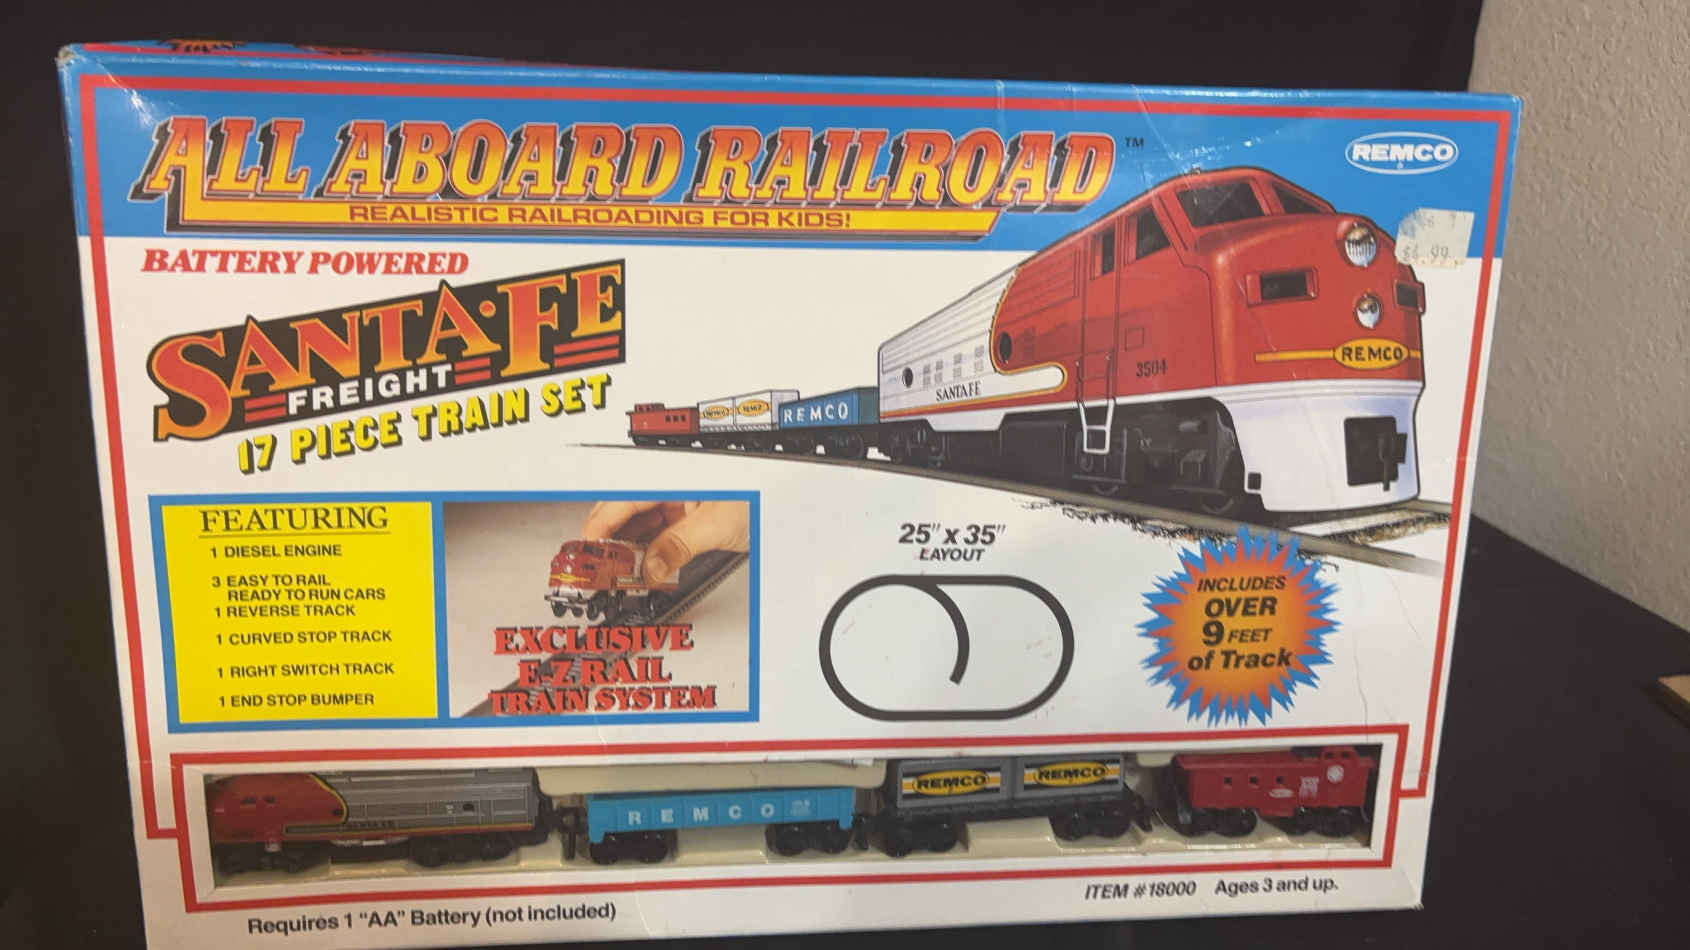 ALL ABOARD RAILROAD™
REMCO
REALISTIC RAILROADING FOR KIDS!
BATTERY POWERED
SANTA·FE
FREIGHT
17 PIECE TRAIN SET
$6.99
REMCO
3504
SANTA FE
REMCO
FEATURING
1 DIESEL ENGINE
3 EASY TO RAIL
READY TO RUN CARS
1 REVERSE TRACK
1 CURVED STOP TRACK
1 RIGHT SWITCH TRACK
1 END STOP BUMPER
EXCLUSIVE
E-Z RAIL
TRAIN SYSTEM
25" x 35"
LAYOUT
INCLUDES
OVER
9 FEET
of Track
SANTA FE
REMCO
REMCO
REMCO
ITEM #18000 Ages 3 and up.
Requires 1 "AA" Battery (not included)